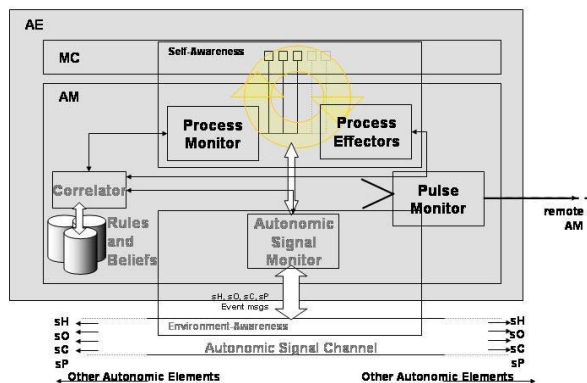 AE
MC
Self-Awareness
AM
Process
Monitor
Process
Effectors
Correlator
Rules
and
Beliefs
Autonomic
Signal
Monitor
Pulse
Monitor
remote
AM
sH, sO, sC, sP
Event msgs
Environment-Awareness
Autonomic Signal Channel
sH
sO
sC
sP
sH
sO
sC
sP
Other Autonomic Elements
Other Autonomic Elements